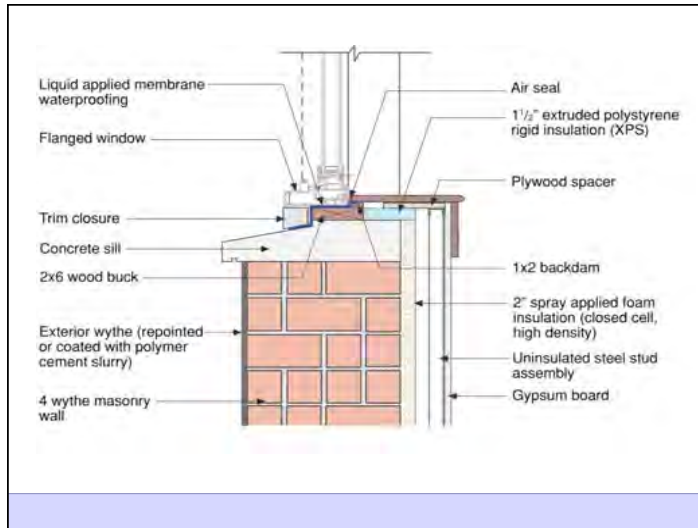 Liquid applied membrane
waterproofing
Flanged window
Trim closure
Concrete sill
2x6 wood buck
Exterior wythe (repointed
or coated with polymer
cement slurry)
4 wythe masonry
wall
Air seal
1 1/2" extruded polystyrene
rigid insulation (XPS)
Plywood spacer
1x2 backdam
2" spray applied foam
insulation (closed cell,
high density)
Uninsulated steel stud
assembly
Gypsum board